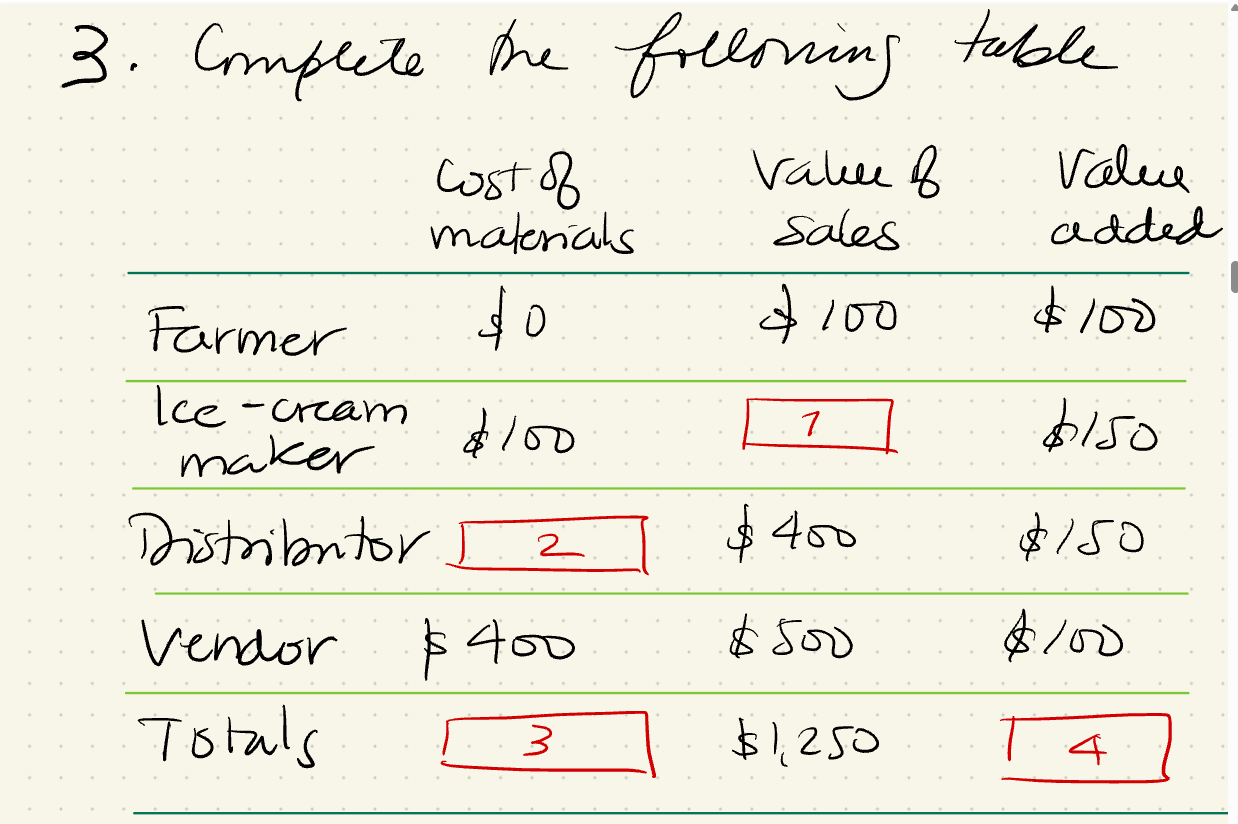 3. Complete the following table
Cost of materials Value of sales Value added
Farmer $0 $100 $100
Ice-cream maker $100 1 $150
Distributor 2 $400 $150
Vendor $400 $500 $100
Totals 3 $1,250 4